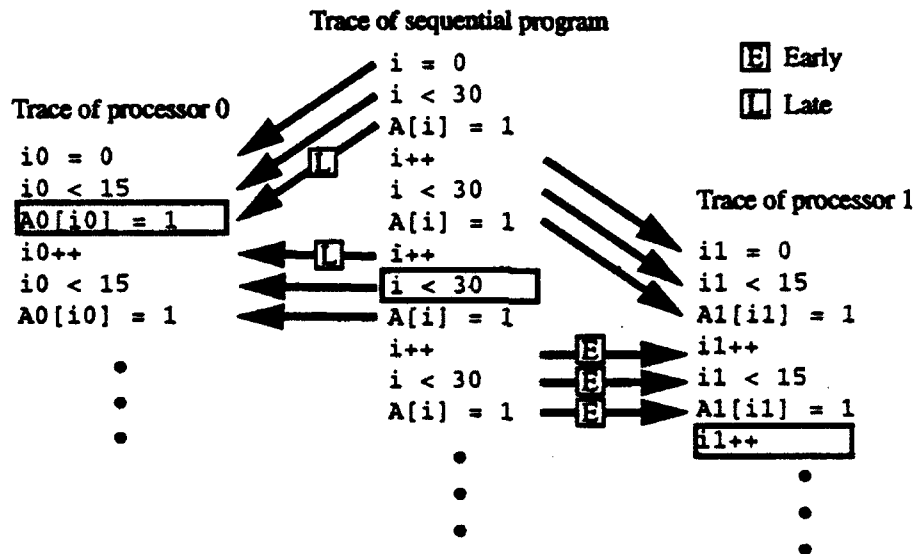 Trace of sequential program
i = 0
i < 30
A[i] = 1
i++
i < 30
A[i] = 1
i++
i < 30
A[i] = 1
i++
i < 30
A[i] = 1
E Early
L Late
Trace of processor 0
i0 = 0
i0 < 15
A0[i0] = 1
i0++
i0 < 15
A0[i0] = 1
L
L
Trace of processor 1
i1 = 0
i1 < 15
A1[i1] = 1
i1++
i1 < 15
A1[i1] = 1
i1++
E
E
E